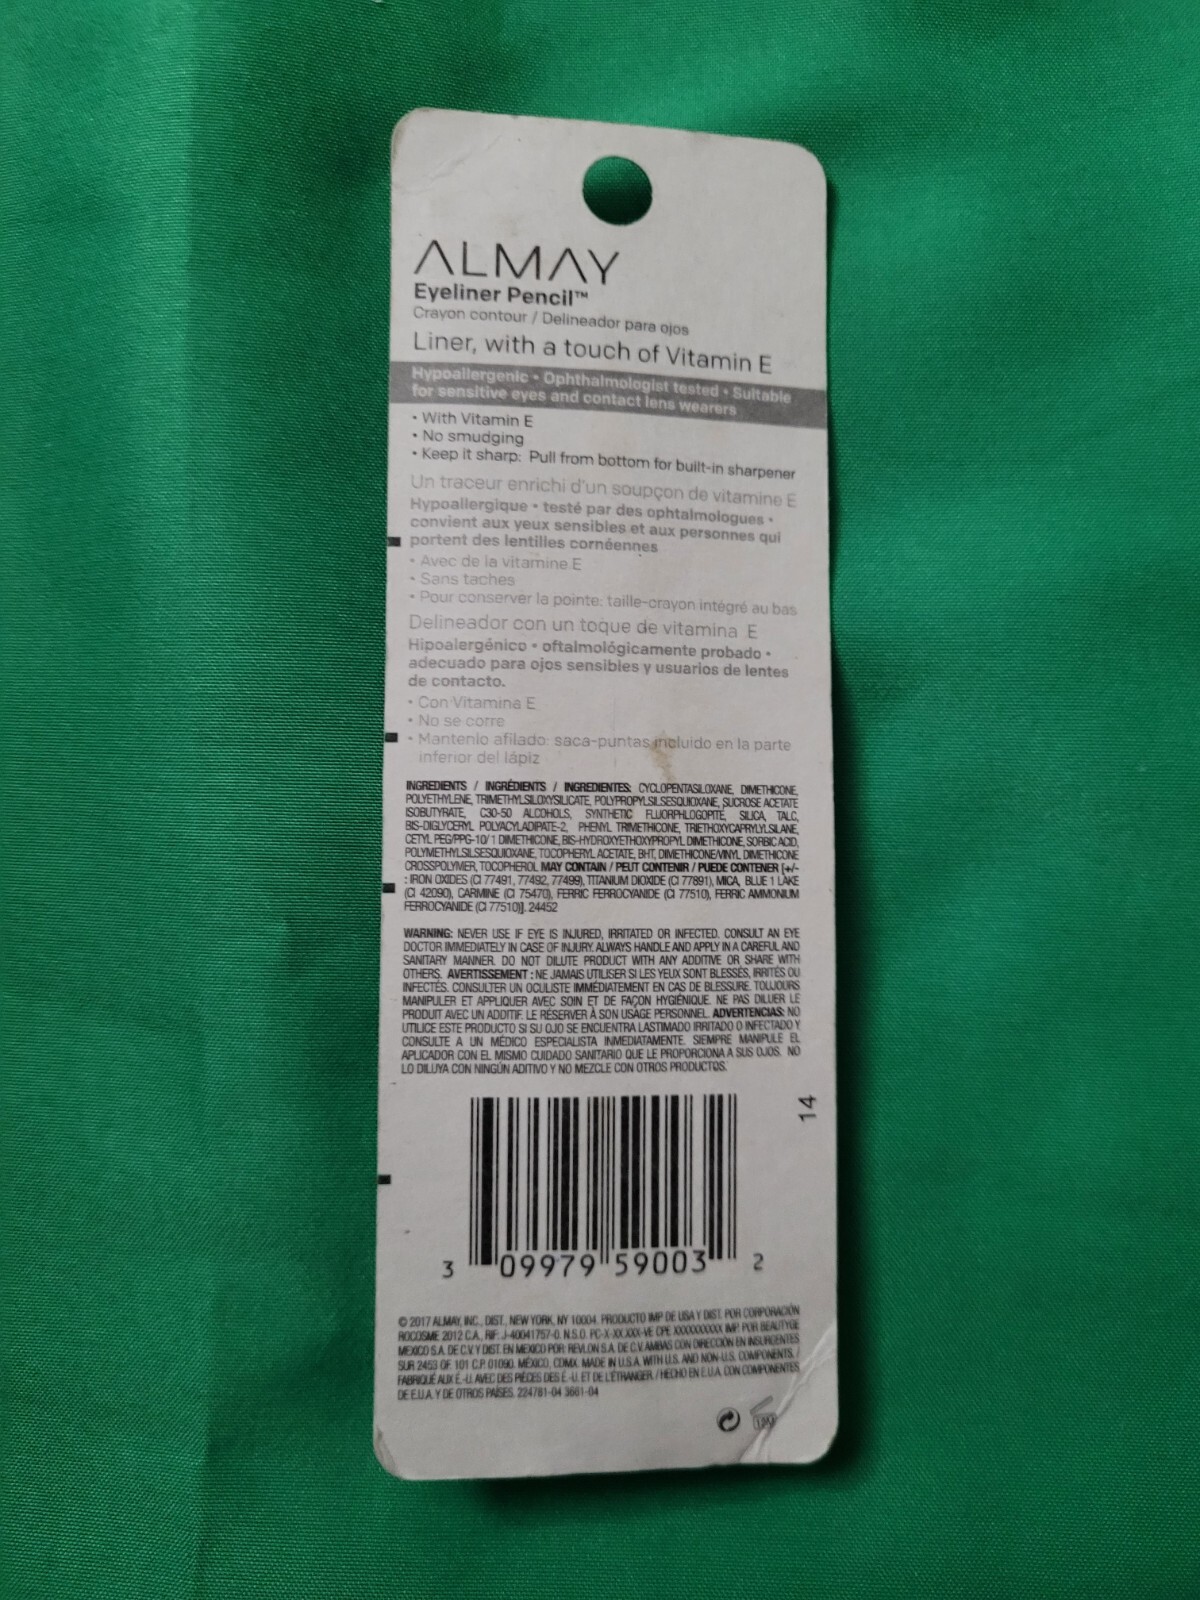 ALMAY
Eyeliner Pencil™
Crayon contour / Delineador para ojos
Liner, with a touch of Vitamin E
Hypoallergenic • Ophthalmologist tested • Suitable
for sensitive eyes and contact lens wearers
• With Vitamin E
• No smudging
• Keep it sharp: Pull from bottom for built-in sharpener
Un traceur enrichi d'un soupçon de vitamine E
Hypoallergique • testé par des ophtalmologues •
convient aux yeux sensibles et aux personnes qui
portent des lentilles cornéennes
• Avec de la vitamine E
• Sans taches
• Pour conserver la pointe: taille-crayon intégré au bas
Delineador con un toque de vitamina E
Hipoalergénico • oftalmológicamente probado •
adecuado para ojos sensibles y usuarios de lentes
de contacto.
• Con Vitamina E
• No se corre
• Mantenlo afilado: saca-puntas incluido en la parte
inferior del lápiz
INGREDIENTS / INGRÉDIENTS / INGREDIENTES: CYCLOPENTASILOXANE, DIMETHICONE,
POLYETHYLENE, TRIMETHYLSILOXYSILICATE, POLYPROPYLSILSESQUIOXANE, SUCROSE ACETATE
ISOBUTYRATE, C30-50 ALCOHOLS, SYNTHETIC FLUORPHLOGOPITE, SILICA, TALC,
BIS-DIGLYCERYL POLYACYLADIPATE-2, PHENYL TRIMETHICONE, TRIETHOXYCAPRYLYLSILANE,
CETYL PEG/PPG-10/1 DIMETHICONE, BIS-HYDROXYETHOXYPROPYL DIMETHICONE, SORBIC ACID,
POLYMETHYLSILSESQUIOXANE, TOCOPHERYL ACETATE, BHT, DIMETHICONE/VINYL DIMETHICONE
CROSSPOLYMER, TOCOPHEROL MAY CONTAIN / PEUT CONTENIR / PUEDE CONTENER [+/-
: IRON OXIDES (CI 77491, 77492, 77499), TITANIUM DIOXIDE (CI 77891), MICA, BLUE 1 LAKE
(CI 42090), CARMINE (CI 75470), FERRIC FERROCYANIDE (CI 77510), FERRIC AMMONIUM
FERROCYANIDE (CI 77510)]. 24452
WARNING: NEVER USE IF EYE IS INJURED, IRRITATED OR INFECTED. CONSULT AN EYE
DOCTOR IMMEDIATELY IN CASE OF INJURY. ALWAYS HANDLE AND APPLY IN A CAREFUL AND
SANITARY MANNER. DO NOT DILUTE PRODUCT WITH ANY ADDITIVE OR SHARE WITH
OTHERS. AVERTISSEMENT : NE JAMAIS UTILISER SI LES YEUX SONT BLESSÉS, IRRITÉS OU
INFECTÉS. CONSULTER UN OCULISTE IMMÉDIATEMENT EN CAS DE BLESSURE. TOUJOURS
MANIPULER ET APPLIQUER AVEC SOIN ET DE FAÇON HYGIÉNIQUE. NE PAS DILUER LE
PRODUIT AVEC UN ADDITIF. LE RÉSERVER À SON USAGE PERSONNEL. ADVERTENCIAS: NO
UTILICE ESTE PRODUCTO SI SU OJO SE ENCUENTRA LASTIMADO IRRITADO O INFECTADO Y
CONSULTE A UN MÉDICO ESPECIALISTA INMEDIATAMENTE. SIEMPRE MANIPULE EL
APLICADOR CON EL MISMO CUIDADO SANITARIO QUE LE PROPORCIONA A SUS OJOS. NO
LO DILUYA CON NINGÚN ADITIVO Y NO MEZCLE CON OTROS PRODUCTOS.
14
3 09979 59003 2
© 2017 ALMAY, INC., DIST., NEW YORK, NY 10004. PRODUCTO IMP DE USA Y DIST. POR CORPORACIÓN
ROCOSME 2012 C.A., RIF: J-40041757-0. N.S.O. PC-X-XX.XXX-VE CPE XXXXXXXXXX IMP. POR BEAUTYGE
MEXICO S.A. DE C.V. Y DIST. EN MEXICO POR: REVLON S.A. DE C.V. AMBAS CON DIRECCIÓN EN INSURGENTES
SUR 2453 OF. 101 C.P. 01090. MÉXICO, CDMX. MADE IN U.S.A. WITH U.S. AND NON-U.S. COMPONENTS. /
FABRIQUÉ AUX É.-U. AVEC DES PIÈCES DES É.-U. ET DE L'ÉTRANGER. / HECHO EN E.U.A. CON COMPONENTES
DE E.U.A. Y DE OTROS PAÍSES. 224781-04 3661-04